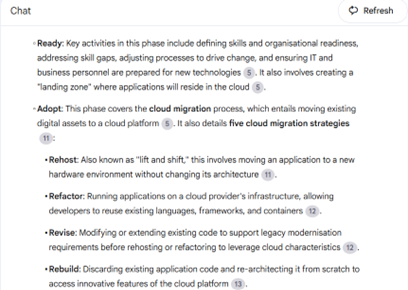 Chat
Refresh
Ready: Key activities in this phase include defining skills and organisational readiness,
addressing skill gaps, adjusting processes to drive change, and ensuring IT and
business personnel are prepared for new technologies 5 . It also involves creating a
"landing zone" where applications will reside in the cloud 5 .
Adopt: This phase covers the cloud migration process, which entails moving existing
digital assets to a cloud platform 5 . It also details five cloud migration strategies
11 :
• Rehost: Also known as "lift and shift," this involves moving an application to a new
hardware environment without changing its architecture 11 .
• Refactor: Running applications on a cloud provider's infrastructure, allowing
developers to reuse existing languages, frameworks, and containers 12 .
• Revise: Modifying or extending existing code to support legacy modernisation
requirements before rehosting or refactoring to leverage cloud characteristics 12 .
• Rebuild: Discarding existing application code and re-architecting it from scratch to
access innovative features of the cloud platform 13 .